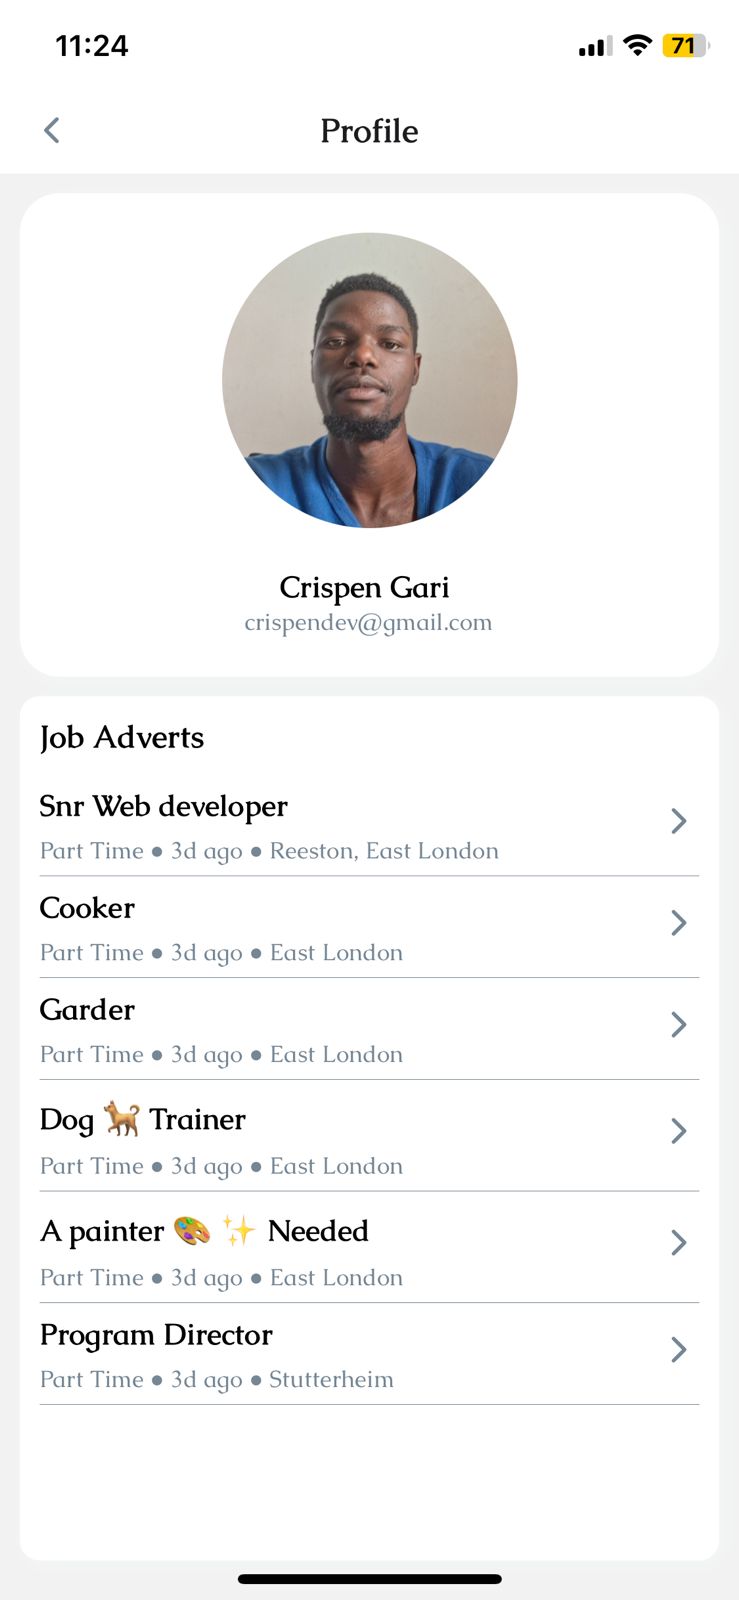 11:24
71
Profile
Crispen Gari
crispendev@gmail.com
Job Adverts
Snr Web developer
Part Time ● 3d ago ● Reeston, East London
Cooker
Part Time ● 3d ago ● East London
Garder
Part Time ● 3d ago ● East London
Dog 🐕 Trainer
Part Time ● 3d ago ● East London
A painter 🎨 ✨ Needed
Part Time ● 3d ago ● East London
Program Director
Part Time ● 3d ago ● Stutterheim